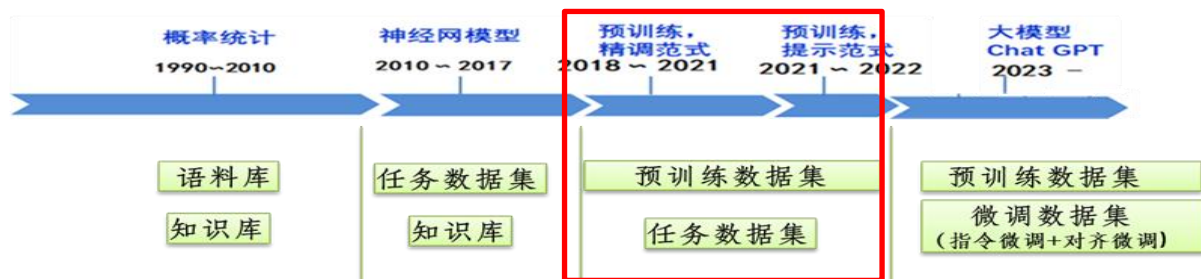 概率统计
1990~2010
神经网模型
2010 ~ 2017
预训练,
精调范式
2018 ~ 2021
预训练,
提示范式
2021 ~ 2022
大模型
Chat GPT
2023 –
语料库
知识库
任务数据集
知识库
预训练数据集
任务数据集
预训练数据集
微调数据集
(指令微调+对齐微调)